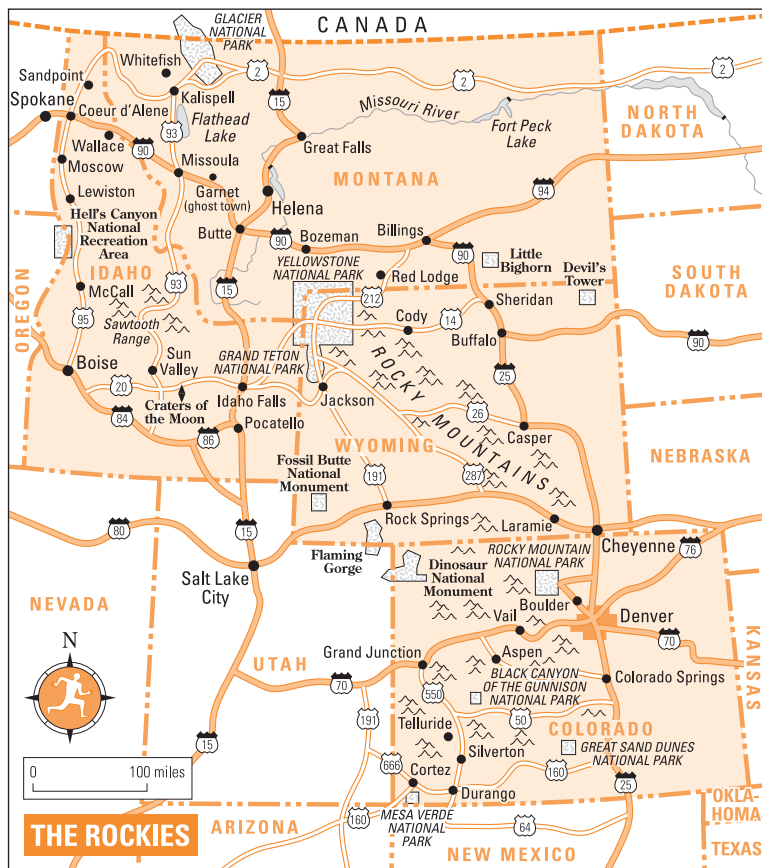 CANADA
GLACIER
NATIONAL
PARK
Whitefish
Sandpoint
2
2
2
Spokane
Coeur d'Alene
Kalispell
15
Missouri River
NORTH
DAKOTA
Flathead
Lake
93
Fort Peck
Lake
Wallace
90
Great Falls
Moscow
Missoula
MONTANA
94
Lewiston
Garnet
(ghost town)
Helena
Hell's Canyon
National
Recreation
Area
Butte
90
Bozeman
Billings
90
Little
Bighorn
Devil's
Tower
SOUTH
DAKOTA
OREGON
IDAHO
93
15
YELLOWSTONE
NATIONAL PARK
Red Lodge
212
McCall
Sheridan
95
Sawtooth
Range
Cody
14
Buffalo
90
Boise
Sun
Valley
GRAND TETON
NATIONAL PARK
ROCKY MOUNTAINS
25
20
Craters of
the Moon
Idaho Falls
Jackson
84
86
Pocatello
26
Casper
WYOMING
NEBRASKA
Fossil Butte
National
Monument
191
287
80
15
Rock Springs
Laramie
Cheyenne
Flaming
Gorge
Salt Lake
City
Dinosaur
National
Monument
ROCKY MOUNTAIN
NATIONAL PARK
76
Boulder
Denver
NEVADA
Vail
70
KANSAS
N
UTAH
Grand Junction
Aspen
70
550
BLACK CANYON
OF THE GUNNISON
NATIONAL PARK
Colorado Springs
191
50
COLORADO
15
Telluride
GREAT SAND DUNES
NATIONAL PARK
Silverton
0
100 miles
666
Cortez
160
25
Durango
THE ROCKIES
ARIZONA
160
MESA VERDE
NATIONAL
PARK
64
NEW MEXICO
OKLA-
HOMA
TEXAS